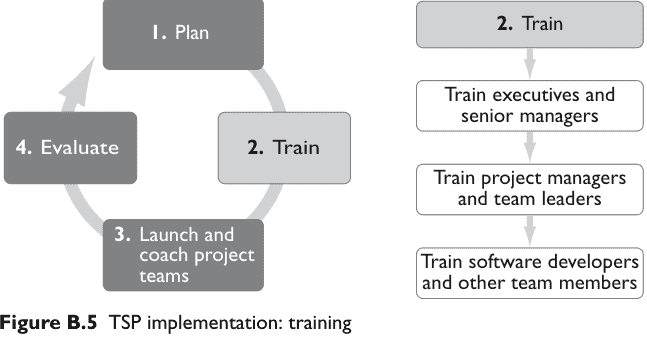 1. Plan
2. Train
3. Launch and
coach project
teams
4. Evaluate
2. Train
Train executives and
senior managers
Train project managers
and team leaders
Train software developers
and other team members
Figure B.5 TSP implementation: training